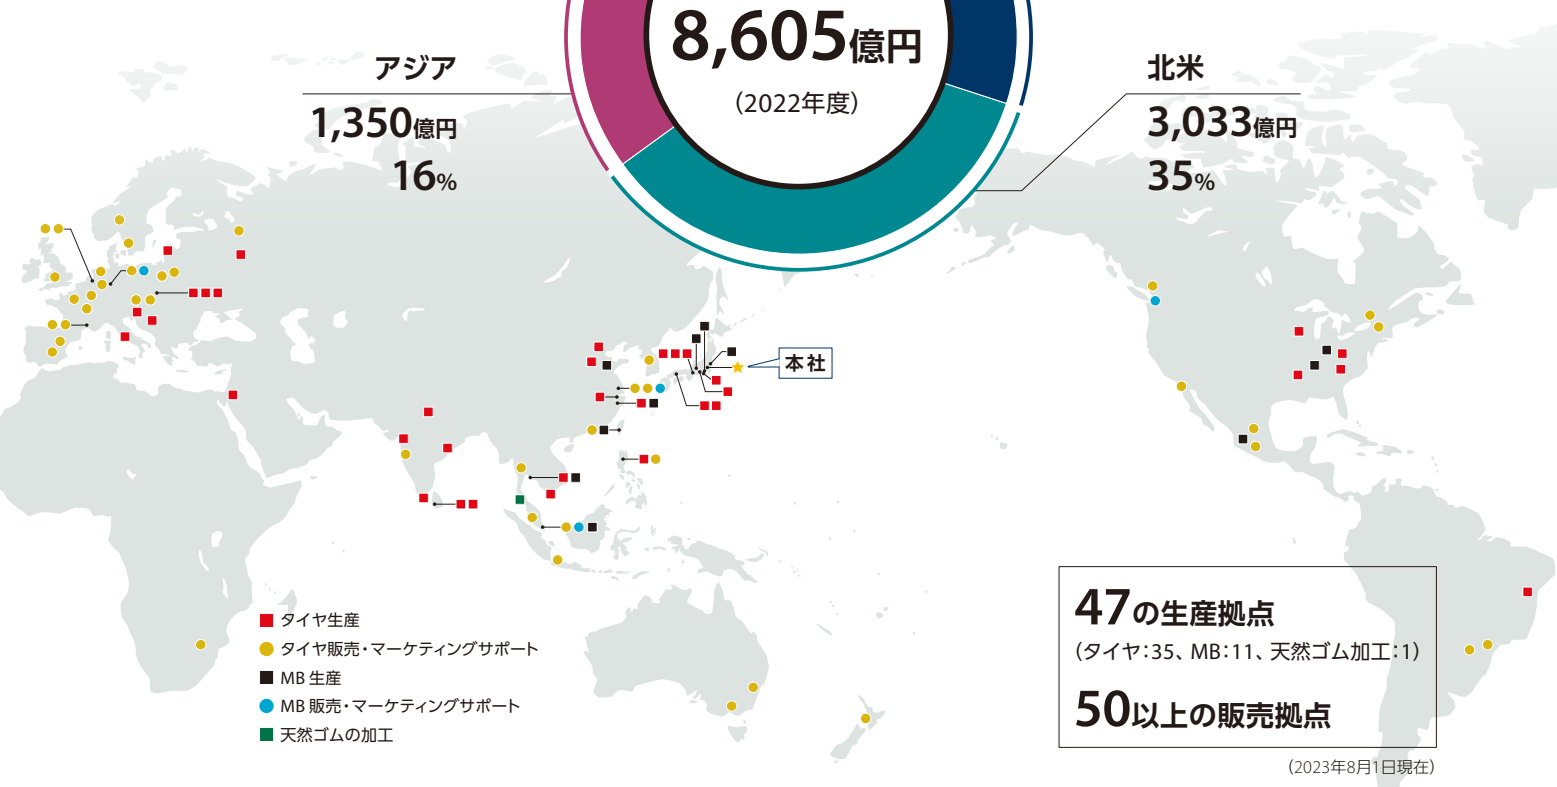 8,605億円
(2022年度)
アジア
1,350億円
16%
北米
3,033億円
35%
本社
タイヤ生産
タイヤ販売・マーケティングサポート
MB 生産
MB 販売・マーケティングサポート
天然ゴムの加工
47の生産拠点
（タイヤ：35、MB：11、天然ゴム加工：1）
50以上の販売拠点
（2023年8月1日現在）